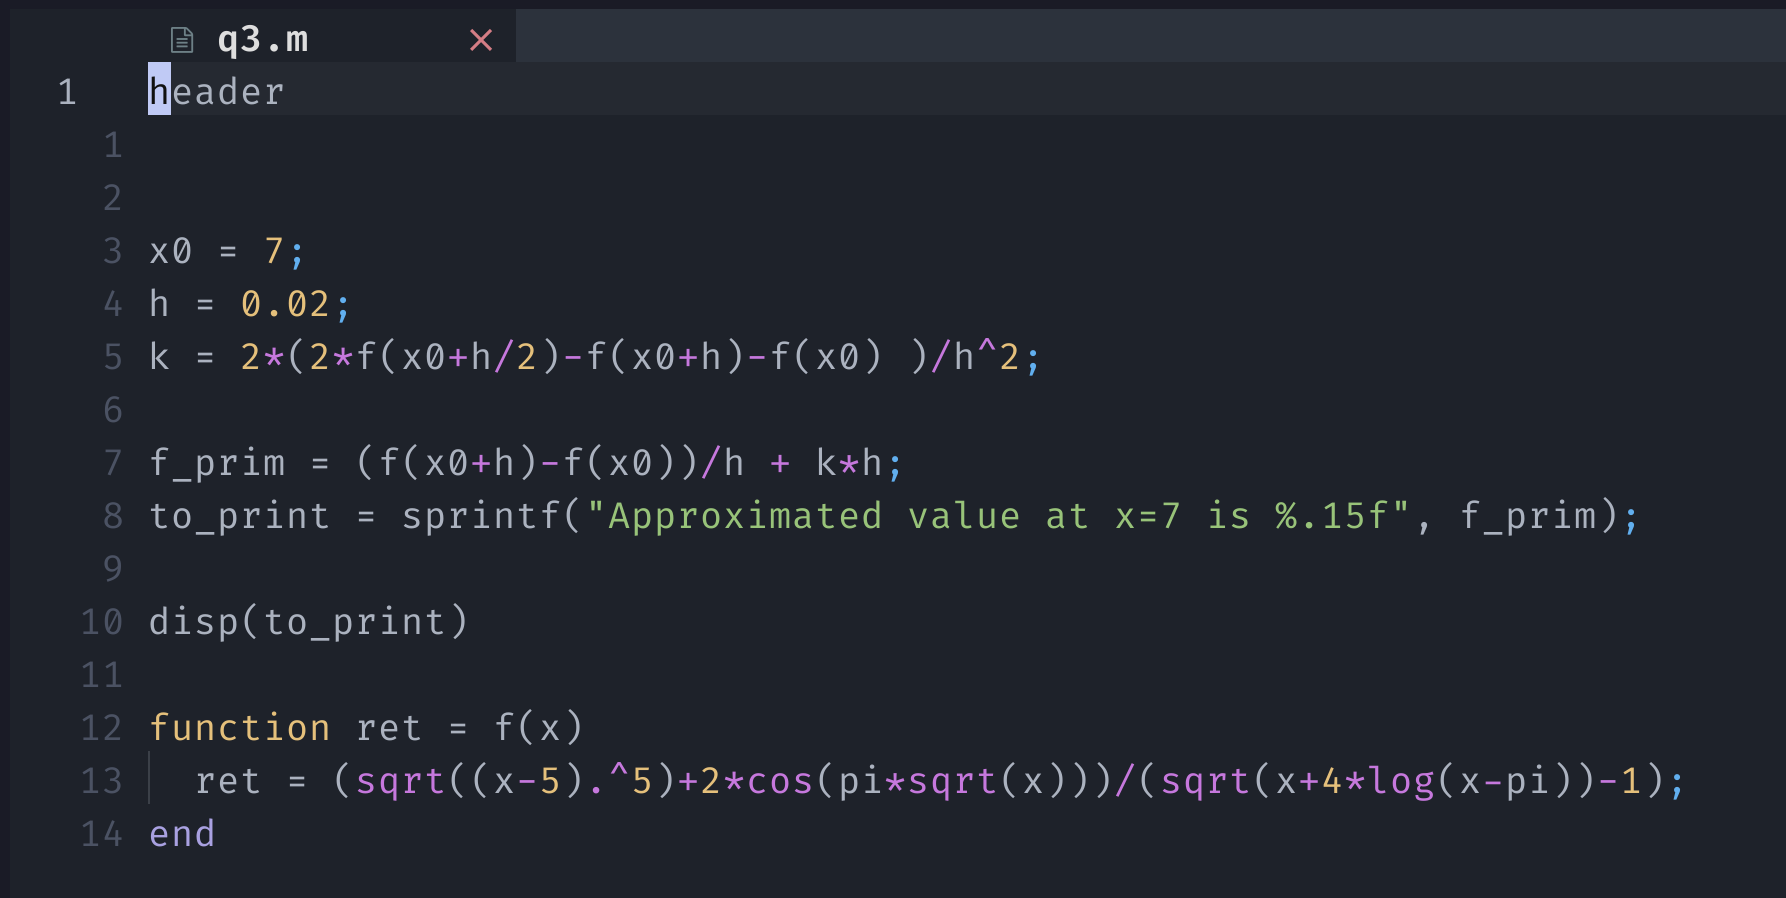 q3.m
1 header
1
2
3 x0 = 7;
4 h = 0.02;
5 k = 2*(2*f(x0+h/2)-f(x0+h)-f(x0) )/h^2;
6
7 f_prim = (f(x0+h)-f(x0))/h + k*h;
8 to_print = sprintf("Approximated value at x=7 is %.15f", f_prim);
9
10 disp(to_print)
11
12 function ret = f(x)
13   ret = (sqrt((x-5).^5)+2*cos(pi*sqrt(x)))/(sqrt(x+4*log(x-pi))-1);
14 end